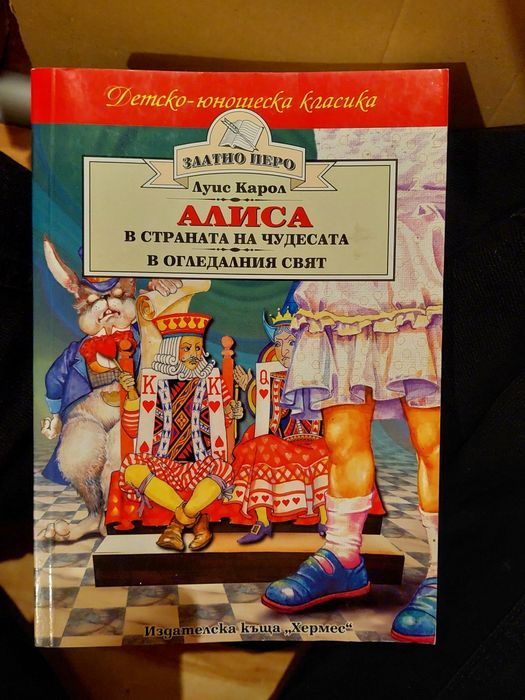 Детско-юношеска класика
ЗЛАТНО ПЕРО
Луис Карол
АЛИСА
В СТРАНАТА НА ЧУДЕСАТА
В ОГЛЕДАЛНИЯ СВЯТ
K K
Q
Издателска къща „Хермес“